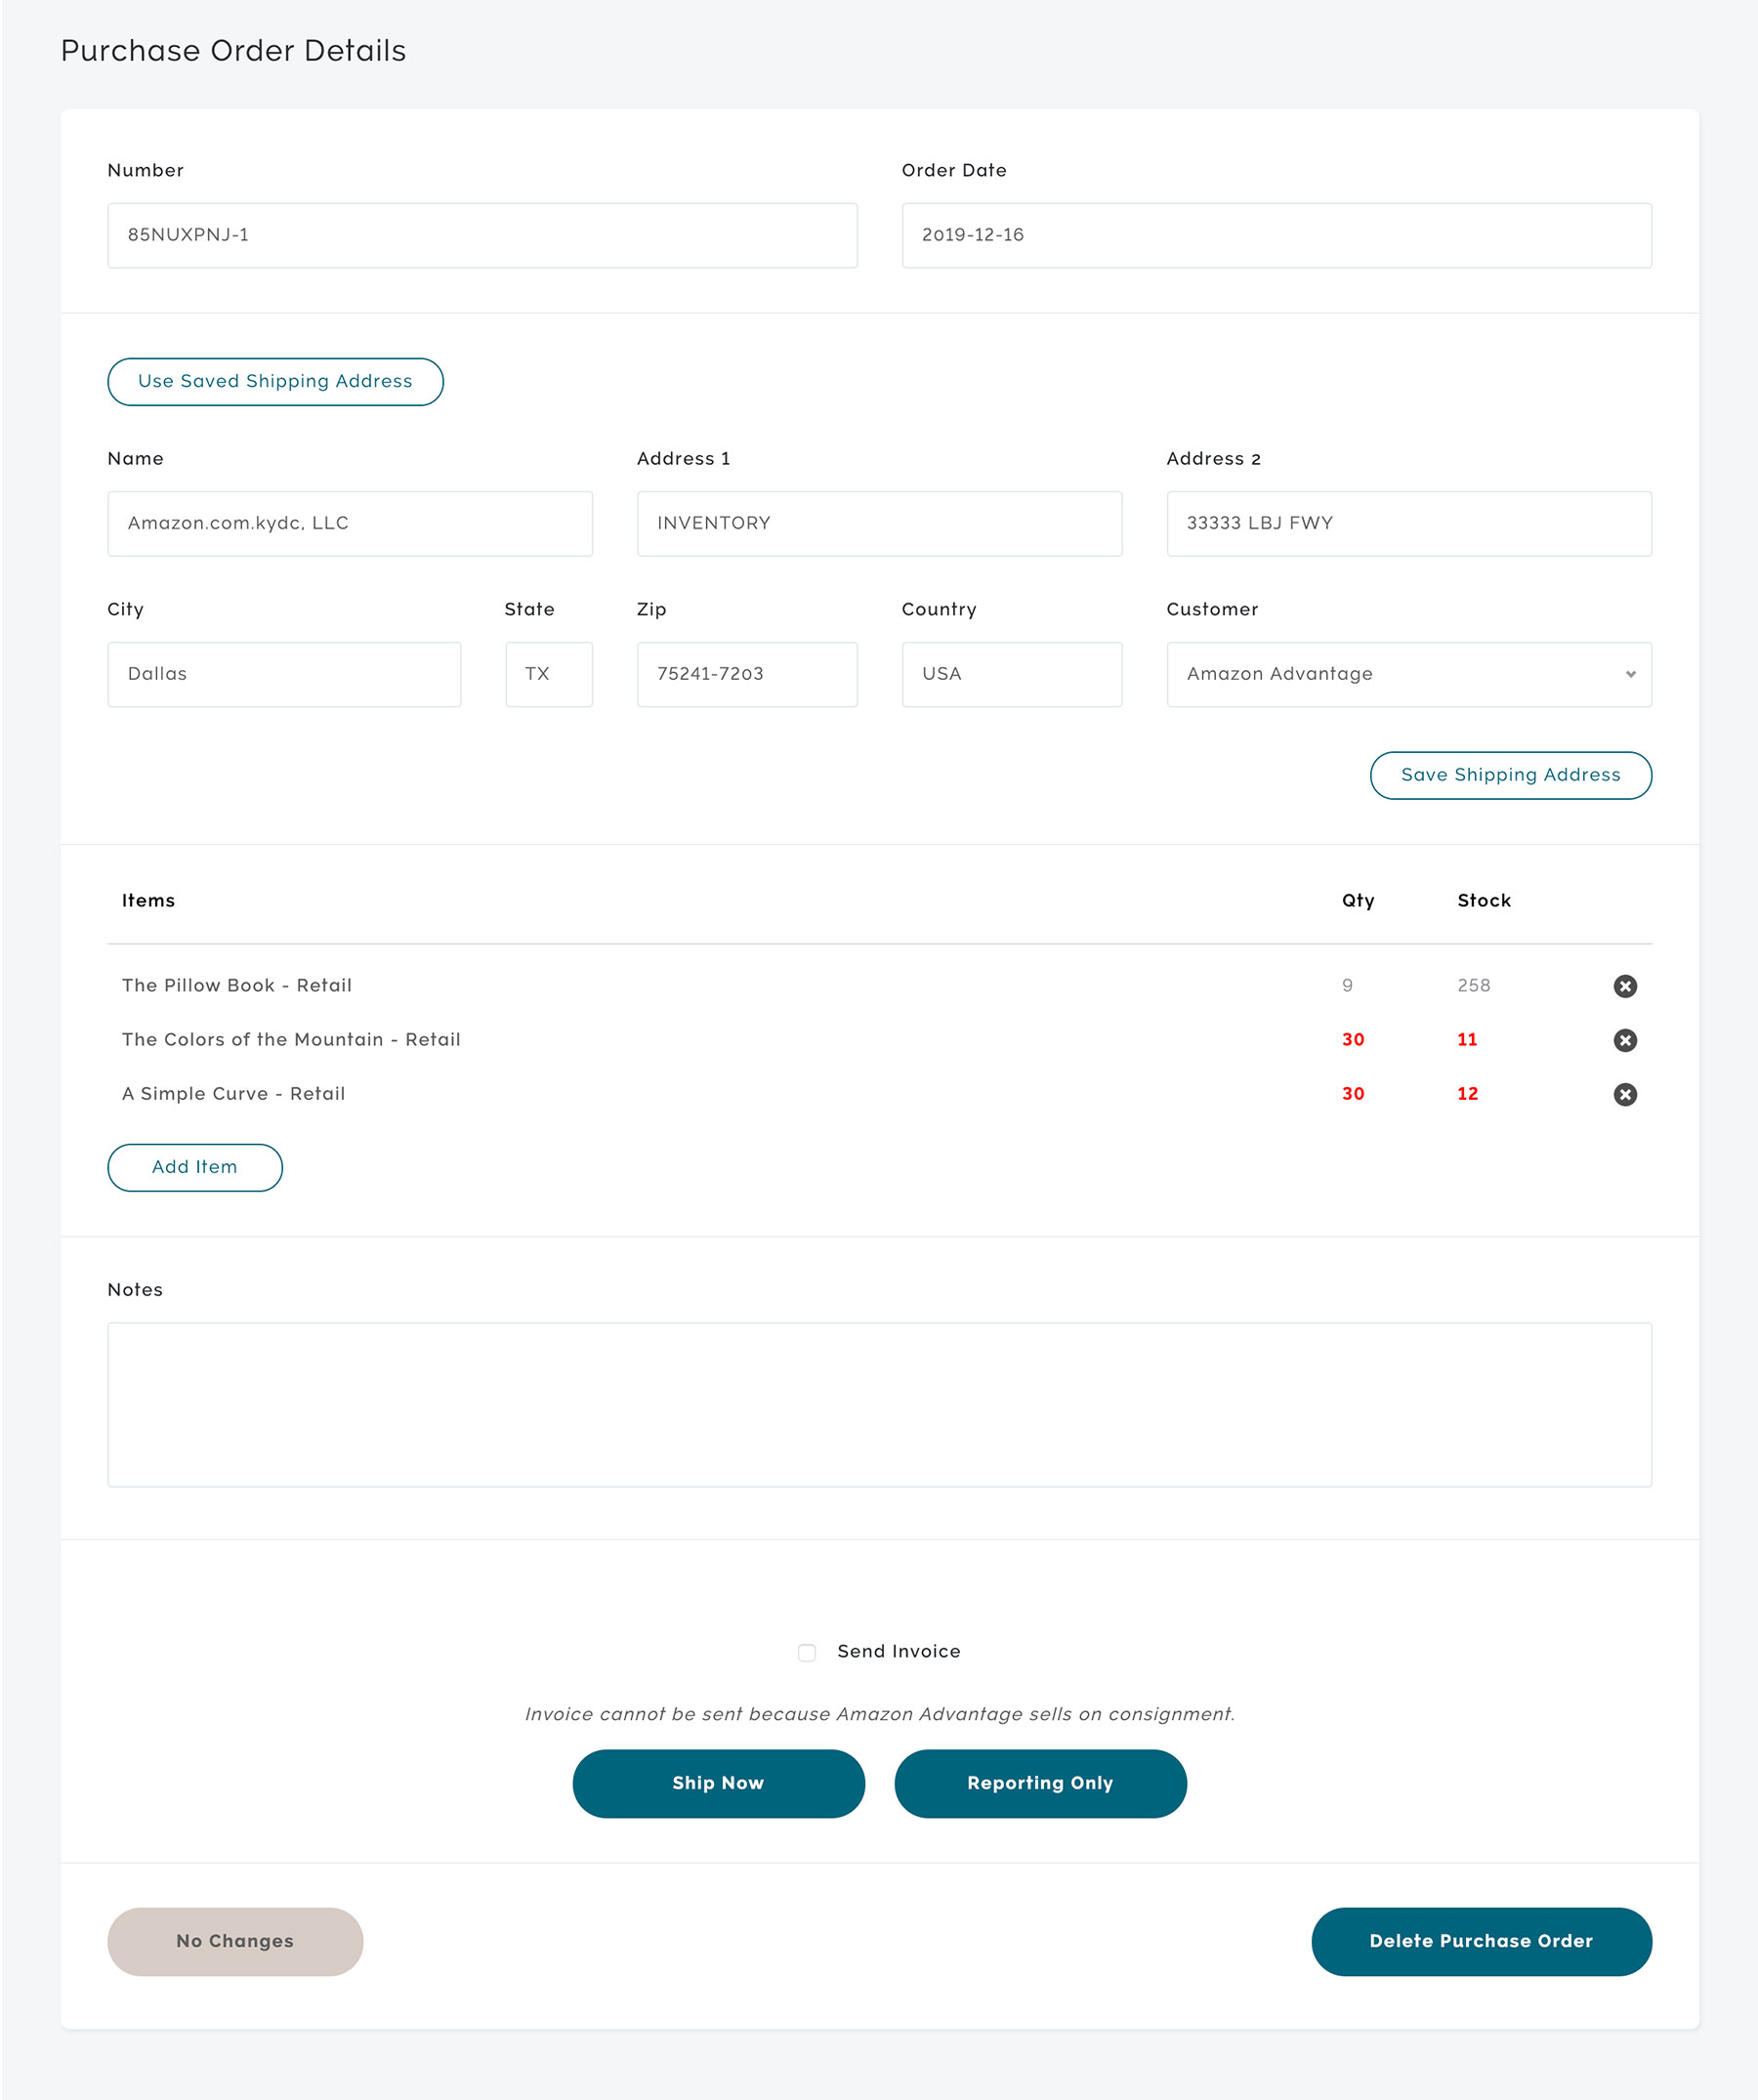 Purchase Order Details
Number Order Date
85NUXPNJ-1 2019-12-16
Use Saved Shipping Address
Name Address 1 Address 2
Amazon.com.kydc, LLC INVENTORY 33333 LBJ FWY
City State Zip Country Customer
Dallas TX 75241-7203 USA Amazon Advantage
Save Shipping Address
Items Qty Stock
The Pillow Book - Retail 9 258
The Colors of the Mountain - Retail 30 11
A Simple Curve - Retail 30 12
Add Item
Notes
Send Invoice
Invoice cannot be sent because Amazon Advantage sells on consignment.
Ship Now Reporting Only
No Changes Delete Purchase Order